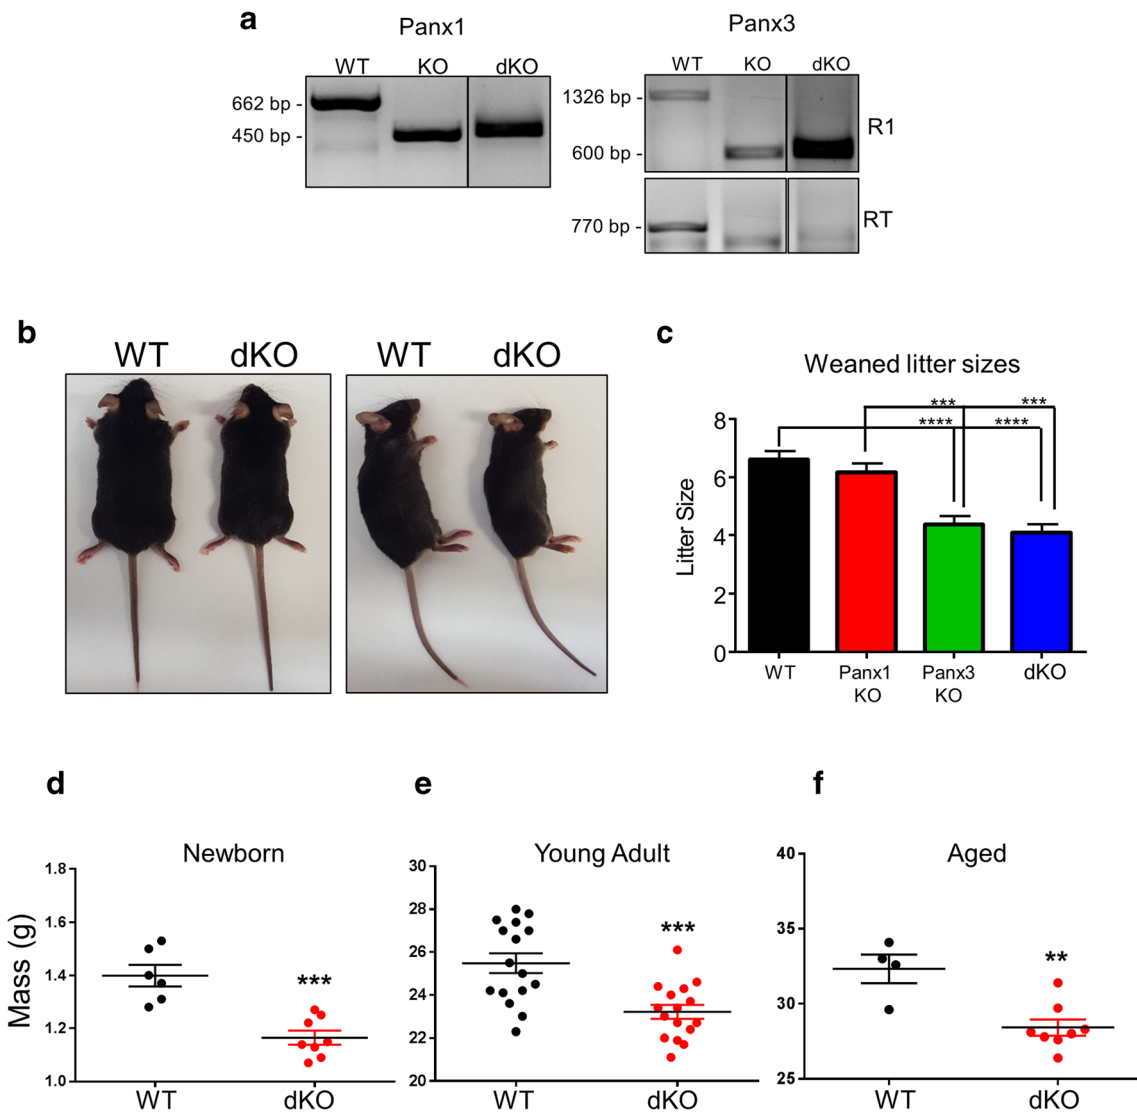 a
Panx1
Panx3
WT KO dKO
WT KO dKO
662 bp -
450 bp -
1326 bp -
600 bp -
R1
770 bp -
RT
b
WT dKO
WT dKO
c
Weaned litter sizes
*** ***
**** ****
Litter Size
8
6
4
2
0
WT
Panx1
KO
Panx3
KO
dKO
d
Newborn
Mass (g)
1.8
1.6
1.4
1.2
1.0
***
WT dKO
e
Young Adult
30
28
26
24
22
20
***
WT dKO
f
Aged
40
35
30
25
**
WT dKO